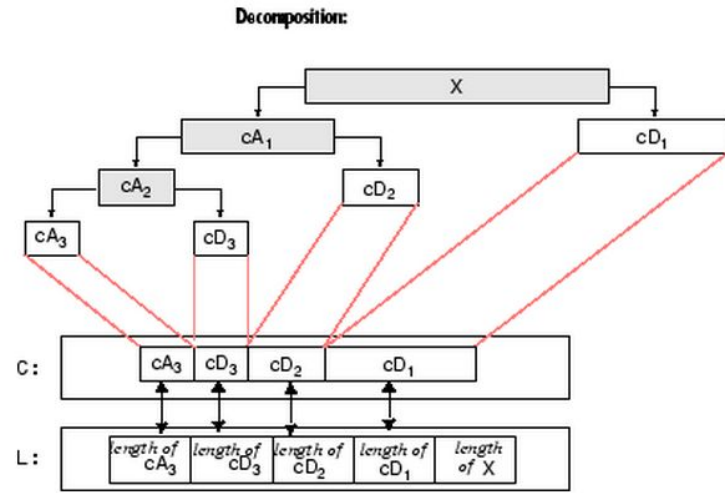 Decomposition:
X
cA₁
cD₁
cA₂
cD₂
cA₃
cD₃
C:
cA₃ cD₃ cD₂ cD₁
L:
length of length of length of length of length
cA₃ cD₃ cD₂ cD₁ of X